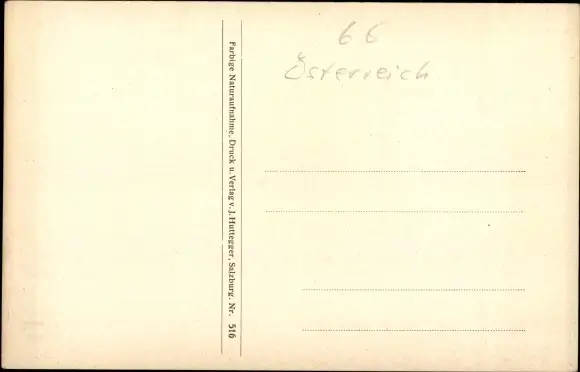 66
Österreich
Farbige Naturaufnahme, Druck u. Verlag v. J. Huttegger, Salzburg. Nr. 516